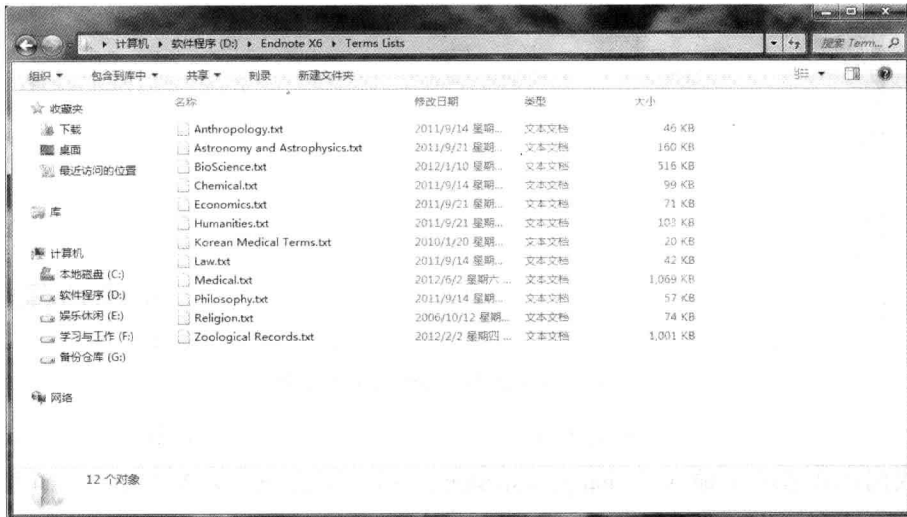 计算机 ▸ 软件程序 (D:) ▸ Endnote X6 ▸ Terms Lists
搜索 Term...
组织 包含到库中 共享 刻录 新建文件夹
名称 修改日期 类型 大小
收藏夹
下载
桌面
最近访问的位置
库
计算机
本地磁盘 (C:)
软件程序 (D:)
娱乐休闲 (E:)
学习与工作 (F:)
备份仓库 (G:)
网络
Anthropology.txt 2011/9/14 星期... 文本文档 46 KB
Astronomy and Astrophysics.txt 2011/9/21 星期... 文本文档 160 KB
BioScience.txt 2012/1/10 星期... 文本文档 516 KB
Chemical.txt 2011/9/14 星期... 文本文档 99 KB
Economics.txt 2011/9/21 星期... 文本文档 71 KB
Humanities.txt 2011/9/21 星期... 文本文档 103 KB
Korean Medical Terms.txt 2010/1/20 星期... 文本文档 20 KB
Law.txt 2011/9/14 星期... 文本文档 42 KB
Medical.txt 2012/6/2 星期六 ... 文本文档 1,069 KB
Philosophy.txt 2011/9/14 星期... 文本文档 57 KB
Religion.txt 2006/10/12 星期... 文本文档 74 KB
Zoological Records.txt 2012/2/2 星期四 ... 文本文档 1,001 KB
12 个对象